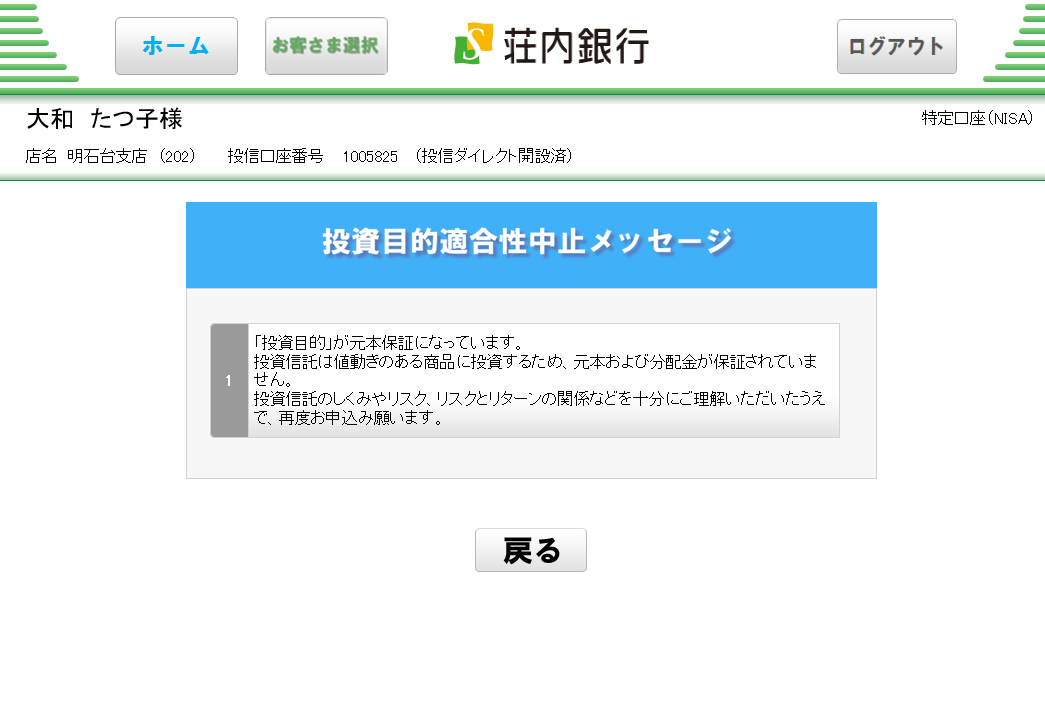 ホーム
お客さま選択
荘内銀行
ログアウト
大和　たつ子様
特定口座（NISA）
店名 明石台支店 （202）　投信口座番号　1005825　（投信ダイレクト開設済）
投資目的適合性中止メッセージ
1
「投資目的」が元本保証になっています。
投資信託は値動きのある商品に投資するため、元本および分配金が保証されていま
せん。
投資信託のしくみやリスク、リスクとリターンの関係などを十分にご理解いただいたうえ
で、再度お申込み願います。
戻る